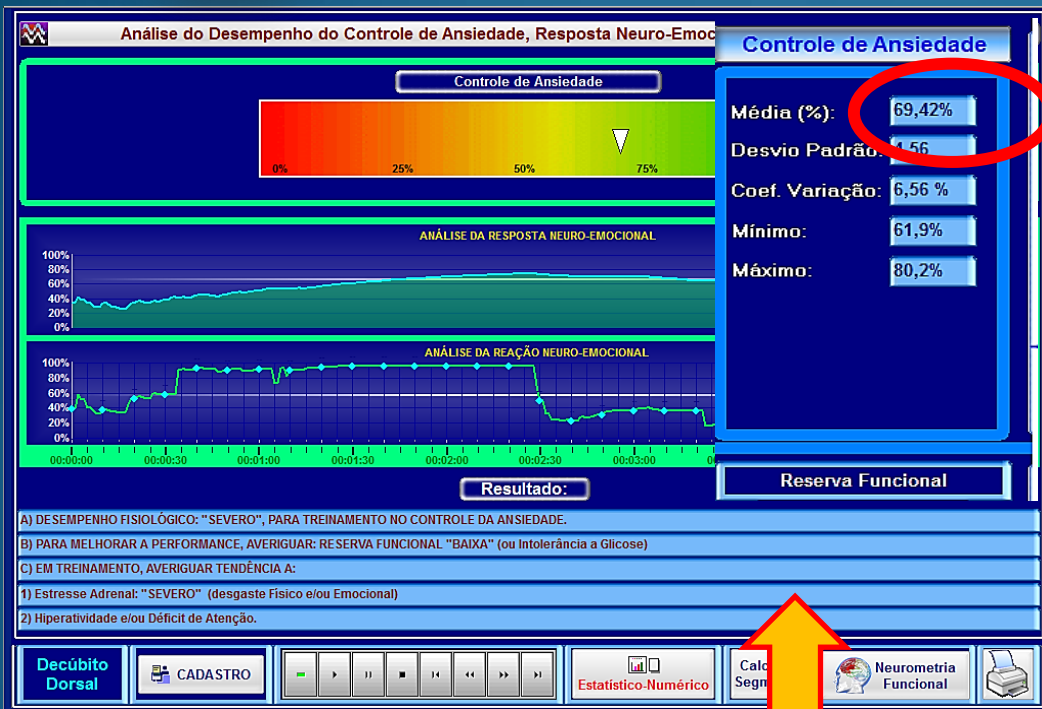 Análise do Desempenho do Controle de Ansiedade, Resposta
Controle de Ansiedade
0% 25% 50% 75%
ANÁLISE DA RESPOSTA NEURO-EMOCIONAL
100%
80%
60%
40%
20%
0%
ANÁLISE DA REAÇÃO NEURO-EMOCIONAL
100%
80%
60%
40%
20%
0%
00:00:00 00:00:30 00:01:00 00:01:30 00:02:00 00:02:30 00:03:00
Controle de Ansiedade
Média (%): 69,42%
Desvio Padrão: 4,56
Coef. Variação: 6,56 %
Mínimo: 61,9%
Máximo: 80,2%
Reserva Funcional
Resultado:
A) DESEMPENHO FISIOLÓGICO: "SEVERO", PARA TREINAMENTO NO CONTROLE DA ANSIEDADE.
B) PARA MELHORAR A PERFORMANCE, AVERIGUAR: RESERVA FUNCIONAL "BAIXA" (ou Intolerância a Glicose)
C) EM TREINAMENTO, AVERIGUAR TENDÊNCIA A:
1) Estresse Adrenal: "SEVERO" (desgaste Físico e/ou Emocional)
2) Hiperatividade e/ou Déficit de Atenção.
Decúbito
Dorsal
CADASTRO
Estatístico-Numérico
Neurometria
Funcional